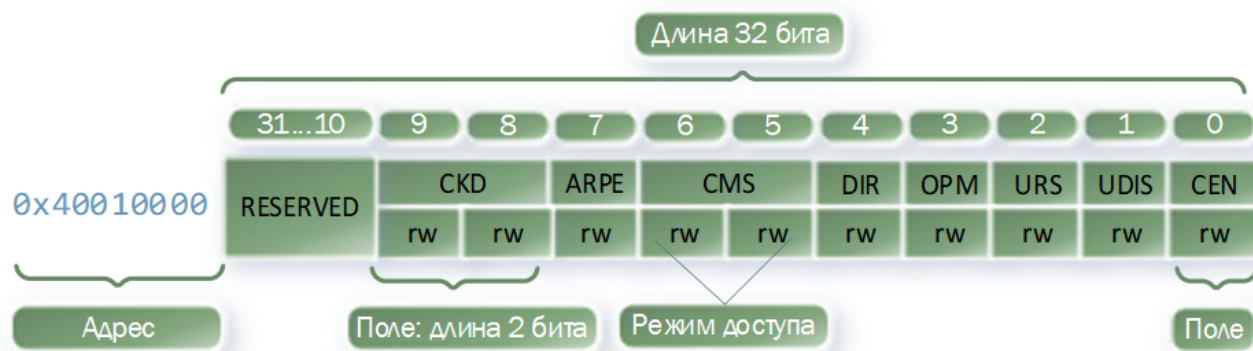 Длина 32 бита
31...10 9 8 7 6 5 4 3 2 1 0
0x40010000 RESERVED CKD ARPE CMS DIR OPM URS UDIS CEN
rw rw rw rw rw rw rw rw rw rw
Адрес Поле: длина 2 бита Режим доступа Поле